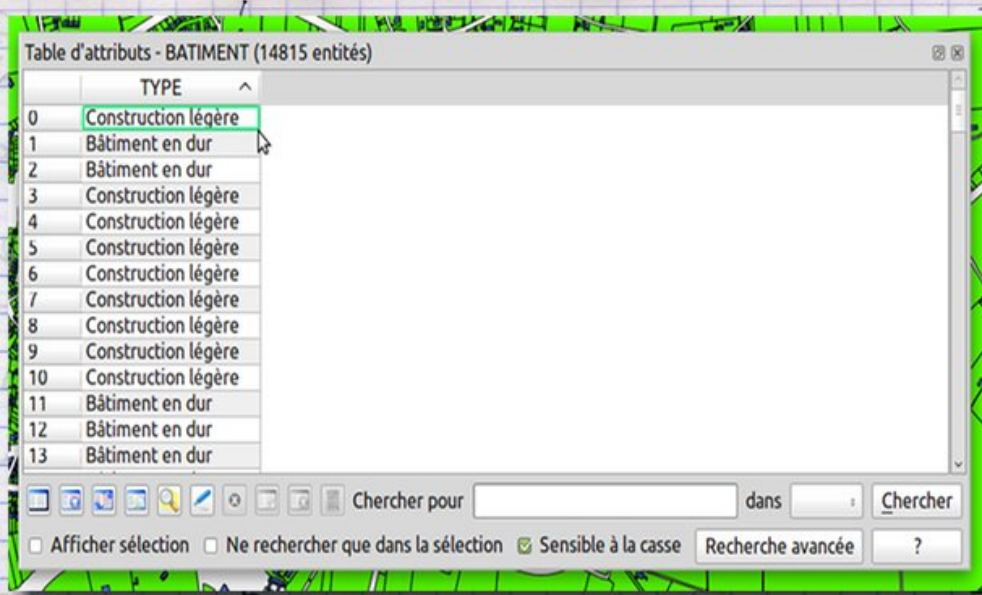 Table d'attributs - BATIMENT (14815 entités)
TYPE
0 Construction légère
1 Bâtiment en dur
2 Bâtiment en dur
3 Construction légère
4 Construction légère
5 Construction légère
6 Construction légère
7 Construction légère
8 Construction légère
9 Construction légère
10 Construction légère
11 Bâtiment en dur
12 Bâtiment en dur
13 Bâtiment en dur
Chercher pour dans Chercher
Afficher sélection Ne rechercher que dans la sélection Sensible à la casse Recherche avancée ?